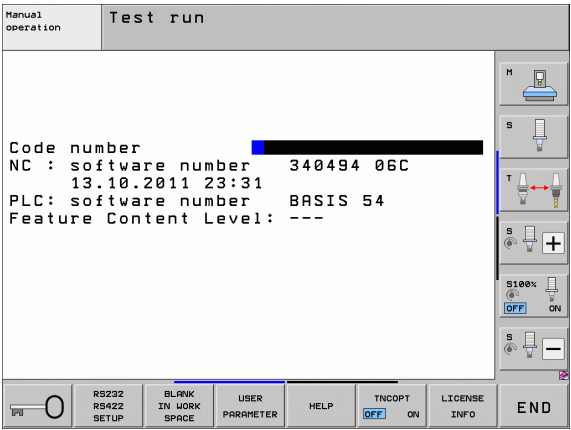 Manual
operation
Test run
M
S
Code number
NC : software number 340494 06C
13.10.2011 23:31
T
PLC: software number BASIS 54
Feature Content Level: ---
S
+
S100%
OFF ON
S
−
RS232
RS422
SETUP
BLANK
IN WORK
SPACE
USER
PARAMETER
HELP
TNCOPT
OFF ON
LICENSE
INFO
END